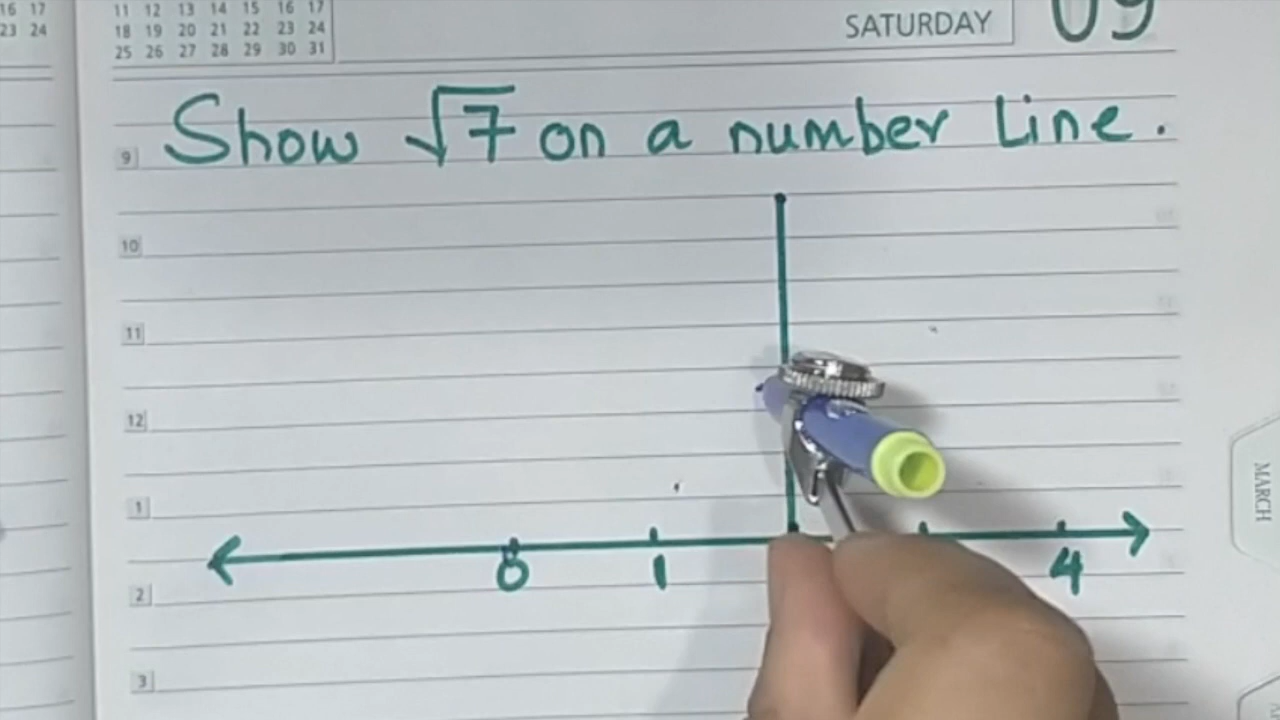 16 17
23 24
11 12 13 14 15 16 17
18 19 20 21 22 23 24
25 26 27 28 29 30 31
SATURDAY
09
Show √7 on a number Line.
9
10
11
12
1
2
3
0 1 4
MARCH